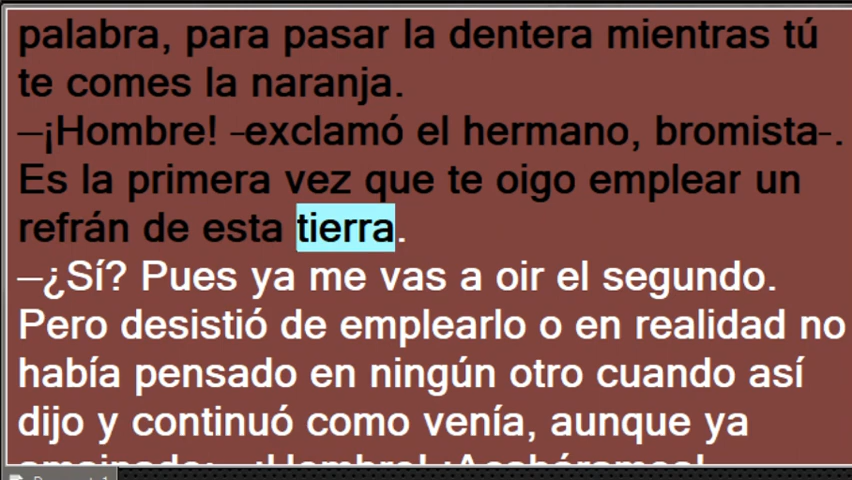 palabra, para pasar la dentera mientras tú
te comes la naranja.
—¡Hombre! -exclamó el hermano, bromista-.
Es la primera vez que te oigo emplear un
refrán de esta tierra.
—¿Sí? Pues ya me vas a oir el segundo.
Pero desistió de emplearlo o en realidad no
había pensado en ningún otro cuando así
dijo y continuó como venía, aunque ya